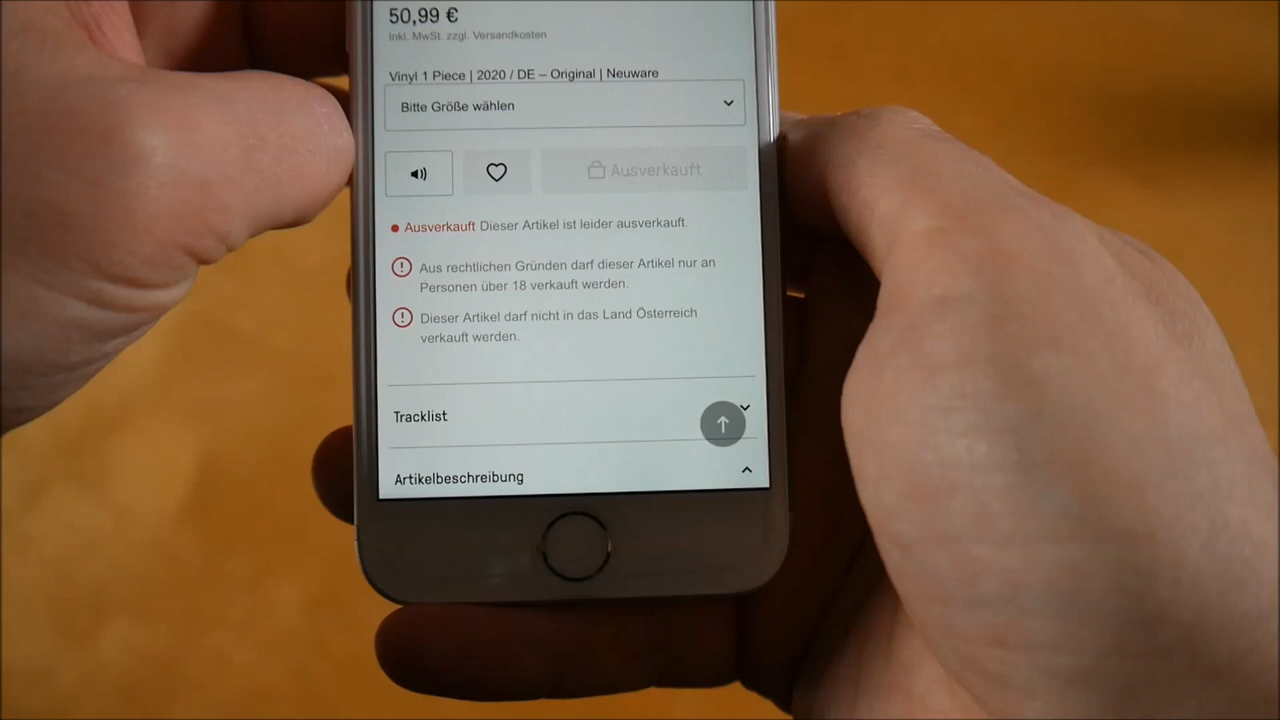 50,99 €
Inkl. MwSt. zzgl. Versandkosten
Vinyl 1 Piece | 2020 / DE – Original | Neuware
Bitte Größe wählen
Ausverkauft
Ausverkauft Dieser Artikel ist leider ausverkauft.
Aus rechtlichen Gründen darf dieser Artikel nur an
Personen über 18 verkauft werden.
Dieser Artikel darf nicht in das Land Österreich
verkauft werden.
Tracklist
Artikelbeschreibung